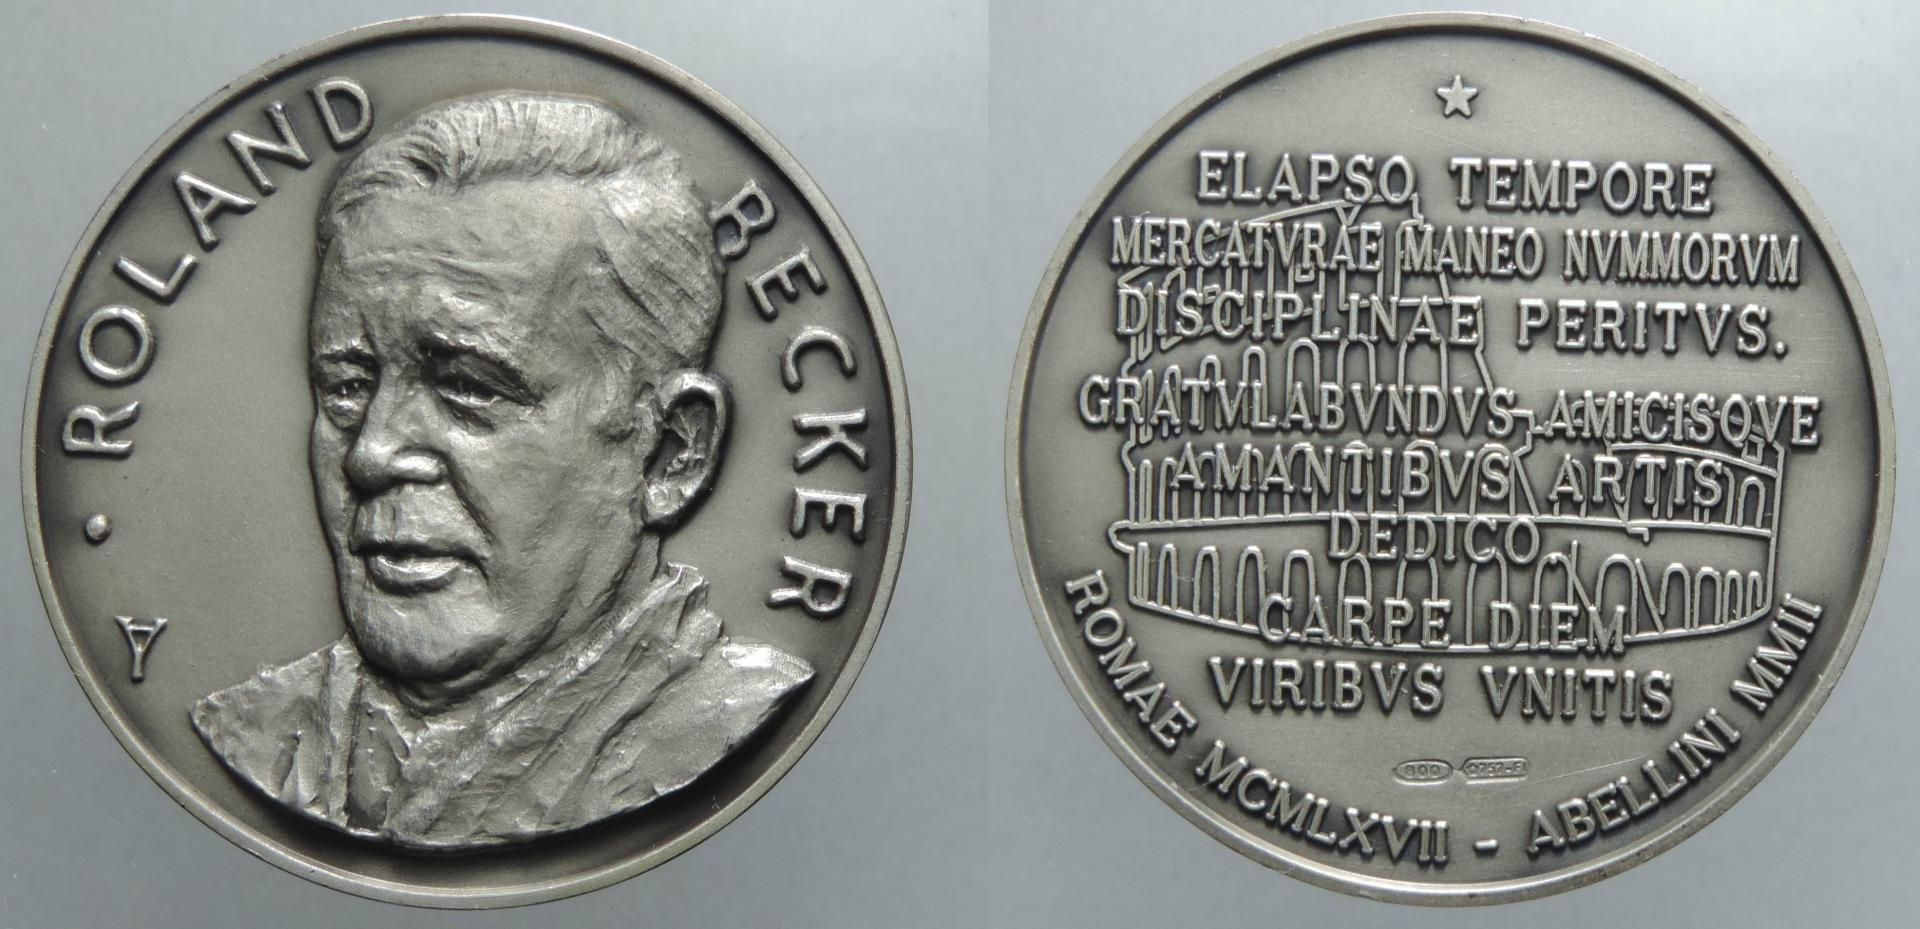 · ROLAND BECKER
ELAPSO TEMPORE
MERCATVRAE MANEO NVMMORVM
DISCIPLINAE PERITVS.
GRATVLABVNDVS AMICISQVE
AMANTIBVS ARTIS
DEDICO
CARPE DIEM
VIRIBVS VNITIS
800
ROMAE MCMLXVII - ABELLINI MMII